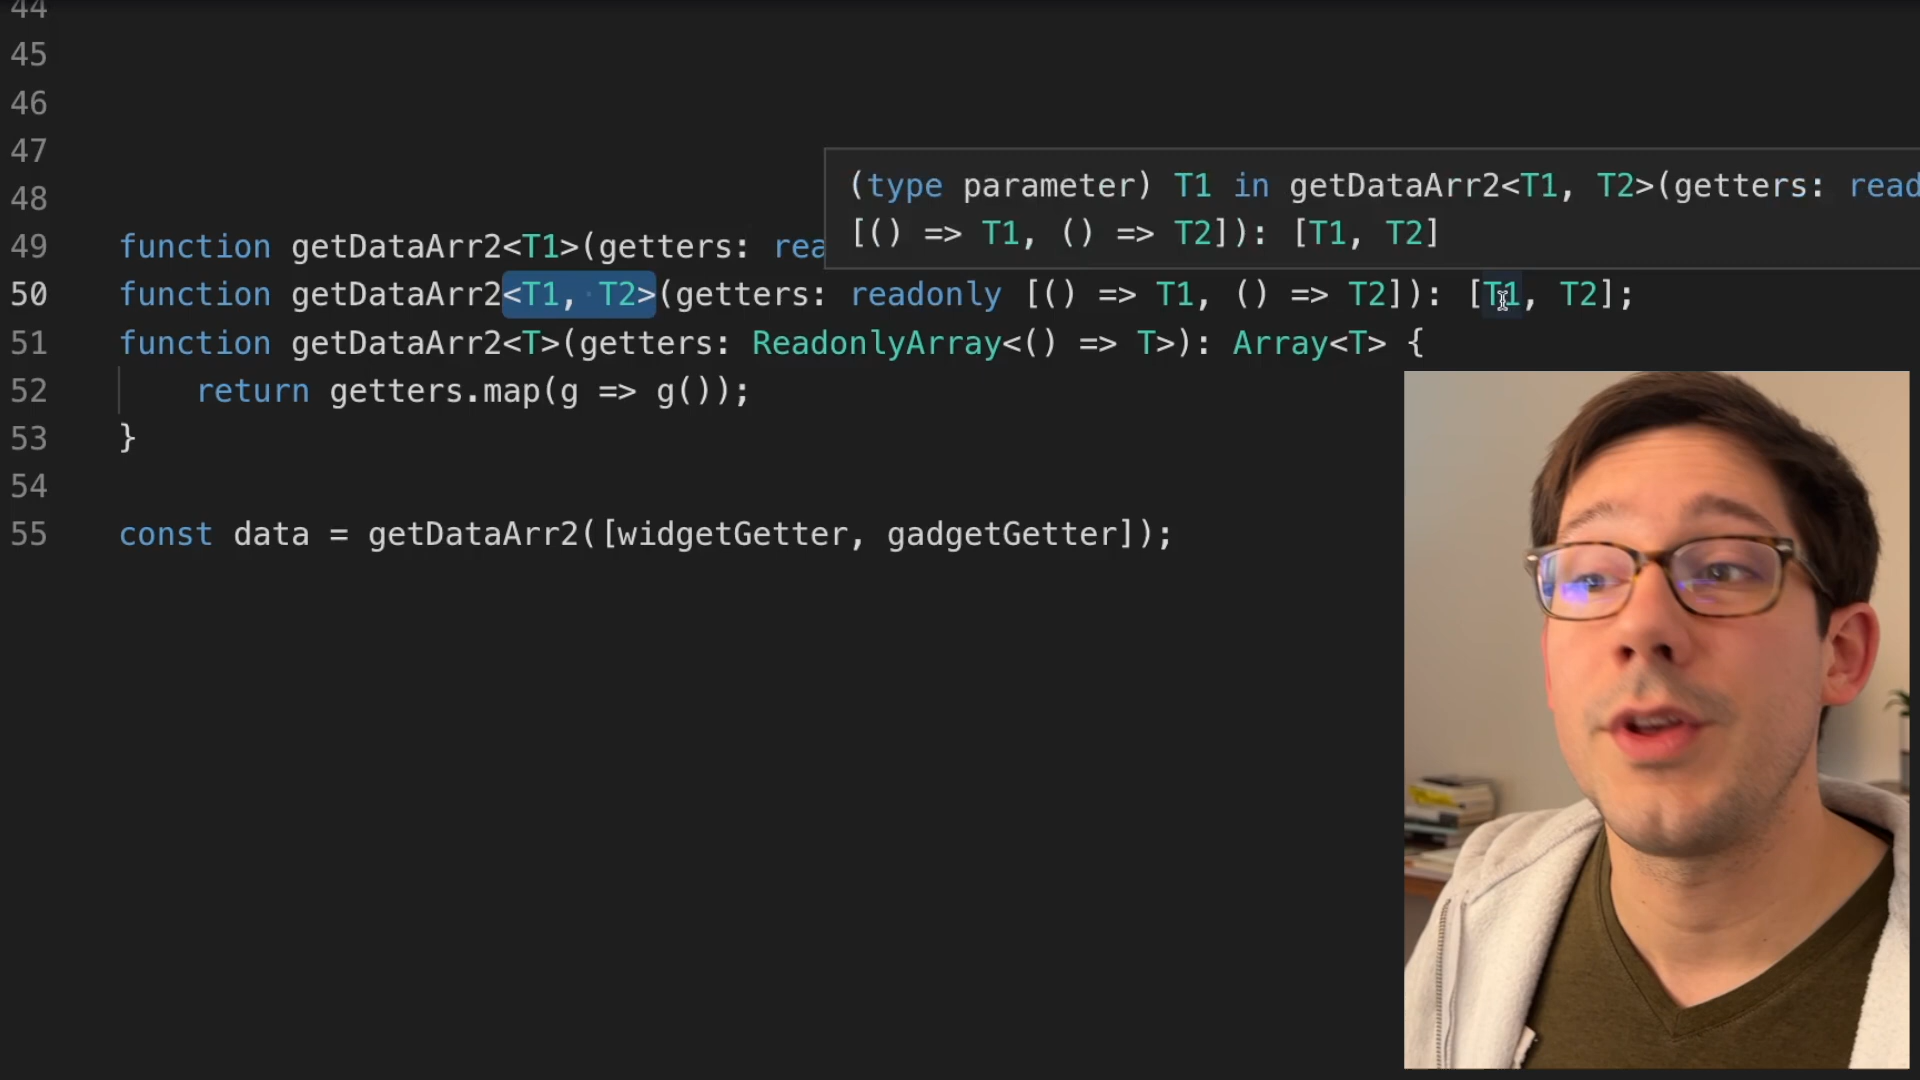 44
45
46
47
48
(type parameter) T1 in getDataArr2<T1, T2>(getters: read
[() => T1, () => T2]): [T1, T2]
49 function getDataArr2<T1>(getters: rea
50 function getDataArr2<T1, T2>(getters: readonly [() => T1, () => T2]): [T1, T2];
51 function getDataArr2<T>(getters: ReadonlyArray<() => T>): Array<T> {
52 return getters.map(g => g());
53 }
54
55 const data = getDataArr2([widgetGetter, gadgetGetter]);